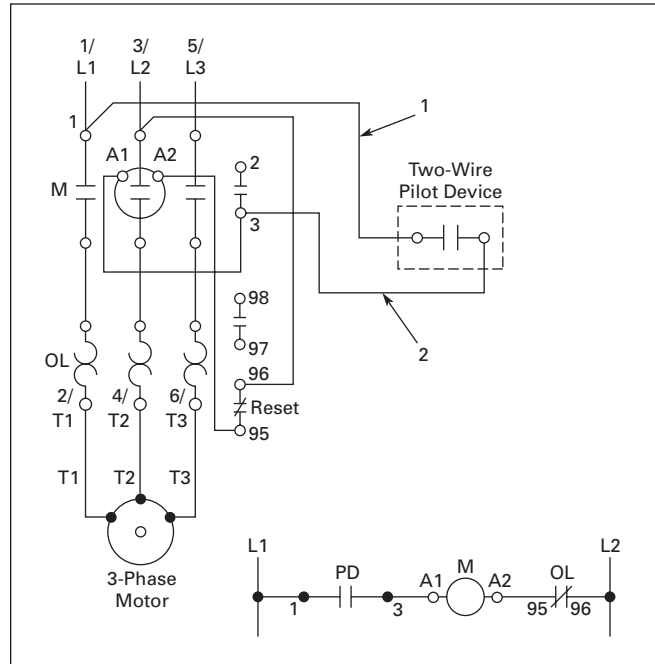 1/ 3/ 5/
L1 L2 L3
1
1
A1 A2 2
Two-Wire
Pilot Device
M
3
98
2
97
OL
96
2/ 4/ 6/
Reset
T1 T2 T3
95
T1 T2 T3
L1 L2
PD A1 M A2 OL
1 3 95 96
3-Phase
Motor